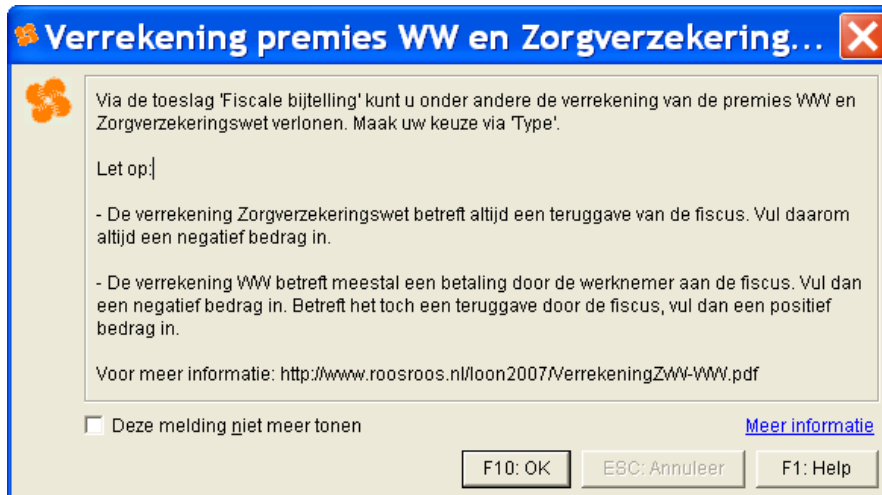 Verrekening premies WW en Zorgverzekering...
Via de toeslag 'Fiscale bijtelling' kunt u onder andere de verrekening van de premies WW en
Zorgverzekeringswet verlonen. Maak uw keuze via 'Type'.
Let op:
- De verrekening Zorgverzekeringswet betreft altijd een teruggave van de fiscus. Vul daarom
altijd een negatief bedrag in.
- De verrekening WW betreft meestal een betaling door de werknemer aan de fiscus. Vul dan
een negatief bedrag in. Betreft het toch een teruggave door de fiscus, vul dan een positief
bedrag in.
Voor meer informatie: http://www.roosroos.nl/loon2007/VerrekeningZVW-WW.pdf
Deze melding niet meer tonen
Meer informatie
F10: OK
ESC: Annuleer
F1: Help